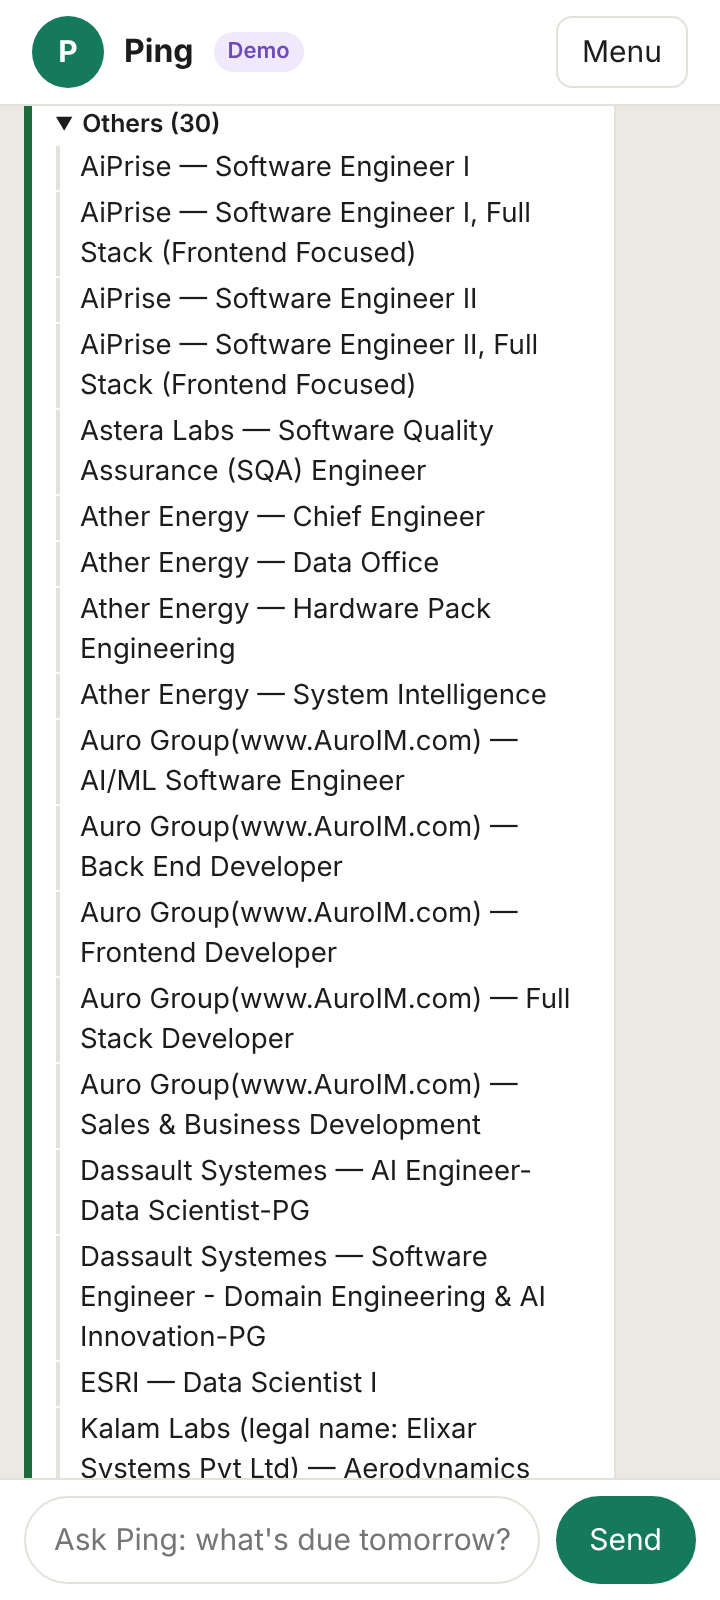 P Ping Demo Menu
▼ Others (30)
AiPrise — Software Engineer I
AiPrise — Software Engineer I, Full
Stack (Frontend Focused)
AiPrise — Software Engineer II
AiPrise — Software Engineer II, Full
Stack (Frontend Focused)
Astera Labs — Software Quality
Assurance (SQA) Engineer
Ather Energy — Chief Engineer
Ather Energy — Data Office
Ather Energy — Hardware Pack
Engineering
Ather Energy — System Intelligence
Auro Group(www.AuroIM.com) —
AI/ML Software Engineer
Auro Group(www.AuroIM.com) —
Back End Developer
Auro Group(www.AuroIM.com) —
Frontend Developer
Auro Group(www.AuroIM.com) — Full
Stack Developer
Auro Group(www.AuroIM.com) —
Sales & Business Development
Dassault Systemes — AI Engineer-
Data Scientist-PG
Dassault Systemes — Software
Engineer - Domain Engineering & AI
Innovation-PG
ESRI — Data Scientist I
Kalam Labs (legal name: Elixar
Systems Pvt Ltd) — Aerodynamics
Ask Ping: what's due tomorrow? Send